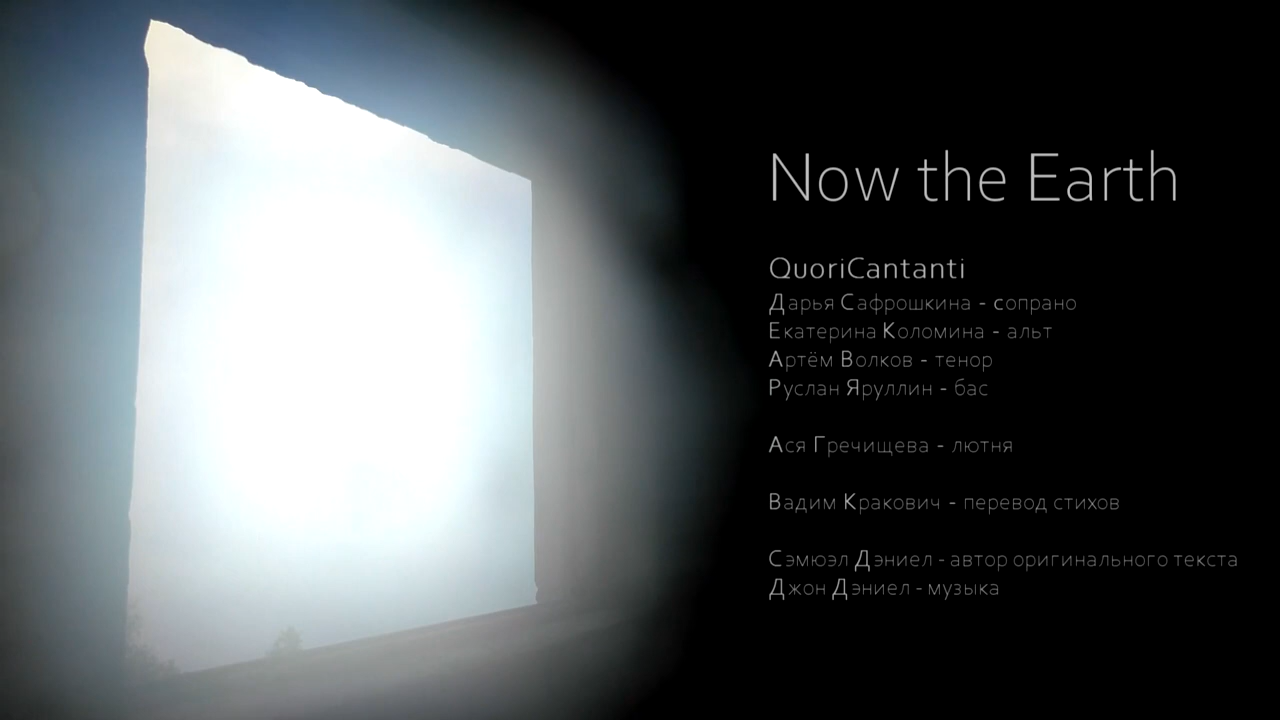 Now the Earth
QuoriCantanti
Дарья Сафрошкина - сопрано
Екатерина Коломина - альт
Артём Волков - тенор
Руслан Яруллин - бас
Ася Гречищева - лютня
Вадим Кракович - перевод стихов
Сэмюэл Дэниел - автор оригинального текста
Джон Дэниел - музыка